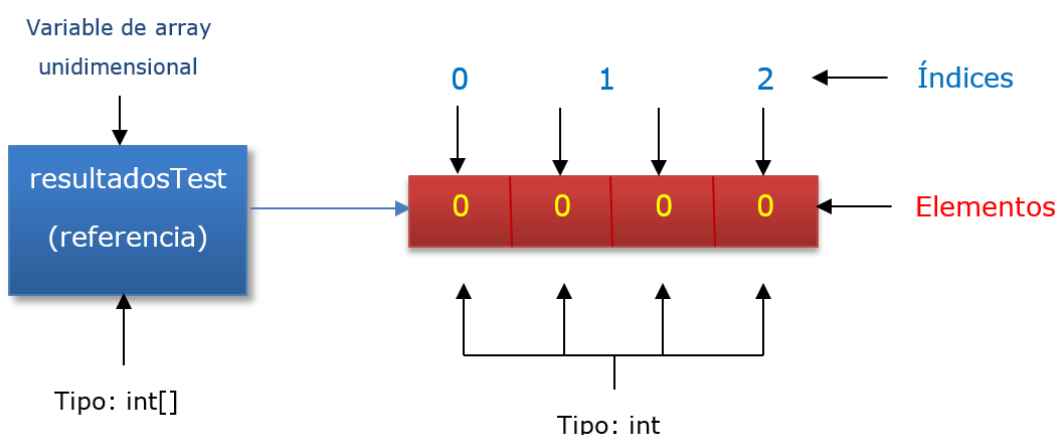 Variable de array
unidimensional
0 1 2 Índices
resultadosTest
(referencia)
0 0 0 0 Elementos
Tipo: int[]
Tipo: int